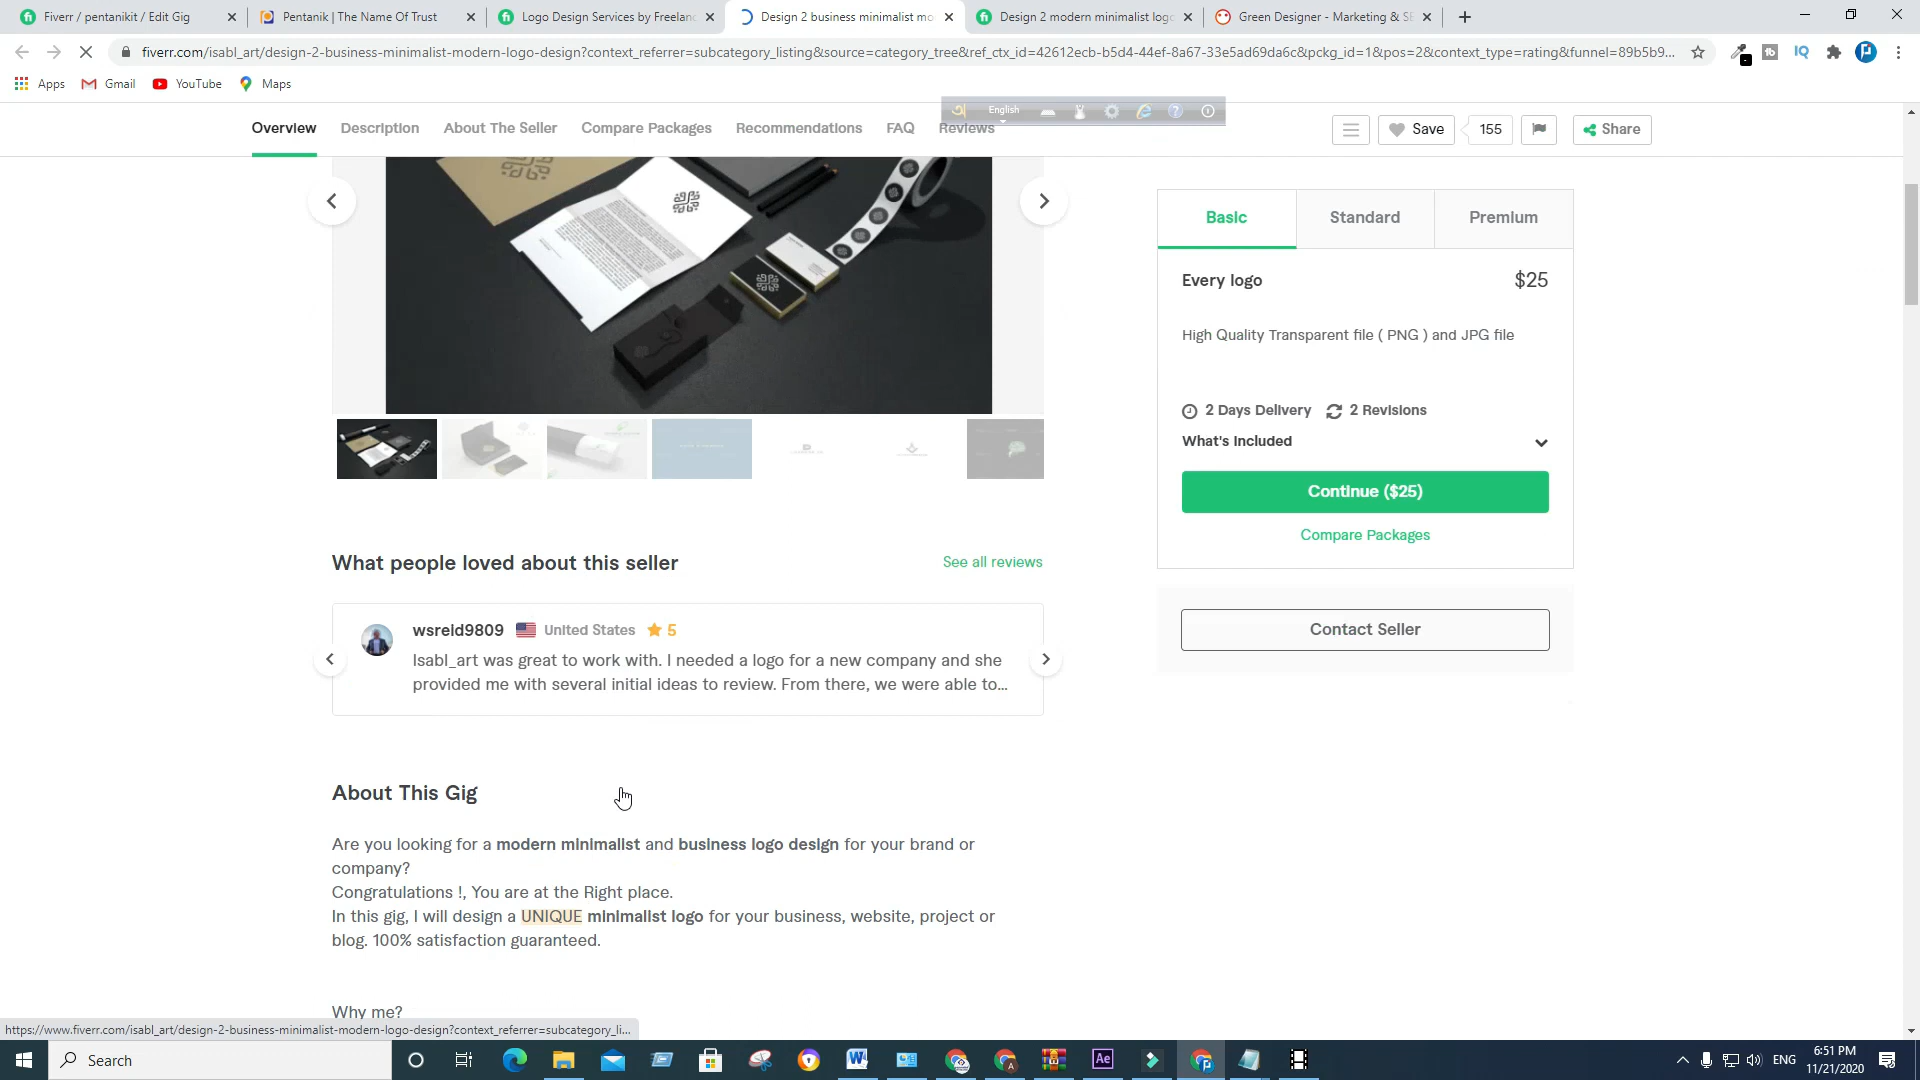 Fiverr / pentanikit / Edit Gig
Pentanik | The Name Of Trust
Logo Design Services by Freelan
Design 2 business minimalist mo
Design 2 modern minimalist logo
Green Designer - Marketing & SE
fiverr.com/isabl_art/design-2-business-minimalist-modern-logo-design?context_referrer=subcategory_listing&source=category_tree&ref_ctx_id=42612ecb-b5d4-44ef-8a67-33e5ad69da6c&pckg_id=1&pos=2&context_type=rating&funnel=89b5b9...
Apps
Gmail
YouTube
Maps
English
Overview
Description
About The Seller
Compare Packages
Recommendations
FAQ
Reviews
Save
155
Share
Basic
Standard
Premium
Every logo
$25
High Quality Transparent file ( PNG ) and JPG file
2 Days Delivery
2 Revisions
What's Included
Continue ($25)
Compare Packages
Contact Seller
What people loved about this seller
See all reviews
wsreid9809
United States
5
Isabl_art was great to work with. I needed a logo for a new company and she
provided me with several initial ideas to review. From there, we were able to...
About This Gig
Are you looking for a modern minimalist and business logo design for your brand or
company?
Congratulations !, You are at the Right place.
In this gig, I will design a UNIQUE minimalist logo for your business, website, project or
blog. 100% satisfaction guaranteed.
Why me?
https://www.fiverr.com/isabl_art/design-2-business-minimalist-modern-logo-design?context_referrer=subcategory_li...
Search
Ae
ENG
6:51 PM
11/21/2020